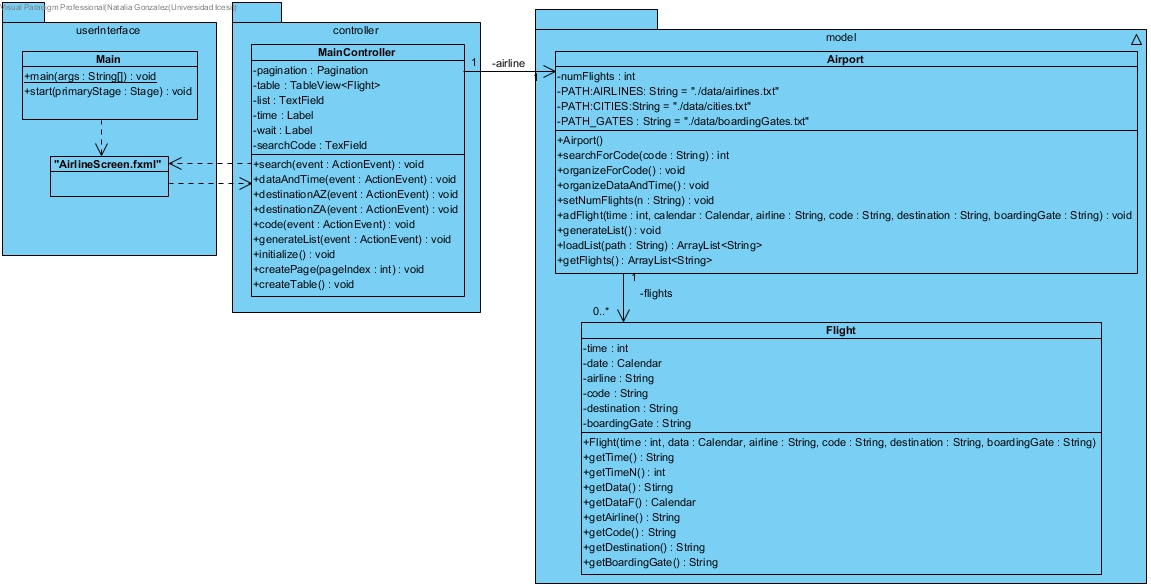 Visual Paradigm Professional(Natalia Gonzalez(Universidad Icesi
userInterface
Main
+main(args : String[]) : void
+start(primaryStage : Stage) : void
"AirlineScreen.fxml"
controller
MainController
-pagination : Pagination
-table : TableView<Flight>
-list : TextField
-time : Label
-wait : Label
-searchCode : TexField
+search(event : ActionEvent) : void
+dataAndTime(event : ActionEvent) : void
+destinationAZ(event : ActionEvent) : void
+destinationZA(event : ActionEvent) : void
+code(event : ActionEvent) : void
+generateList(event : ActionEvent) : void
+initialize() : void
+createPage(pageIndex : int) : void
+createTable() : void
1
-airline
1
model
Airport
-numFlights : int
-PATH:AIRLINES: String = "./data/airlines.txt"
-PATH:CITIES:String = "./data/cities.txt"
-PATH_GATES : String = "./data/boardingGates.txt"
+Airport()
+searchForCode(code : String) : int
+organizeForCode() : void
+organizeDataAndTime() : void
+setNumFlights(n : String) : void
+adFlight(time : int, calendar : Calendar, airline : String, code : String, destination : String, boardingGate : String) : void
+generateList() : void
+loadList(path : String) : ArrayList<String>
+getFlights() : ArrayList<String>
1
-flights
0..*
Flight
-time : int
-date : Calendar
-airline : String
-code : String
-destination : String
-boardingGate : String
+Flight(time : int, data : Calendar, airline : String, code : String, destination : String, boardingGate : String)
+getTime() : String
+getTimeN() : int
+getData() : Stirng
+getDataF() : Calendar
+getAirline() : String
+getCode() : String
+getDestination() : String
+getBoardingGate() : String